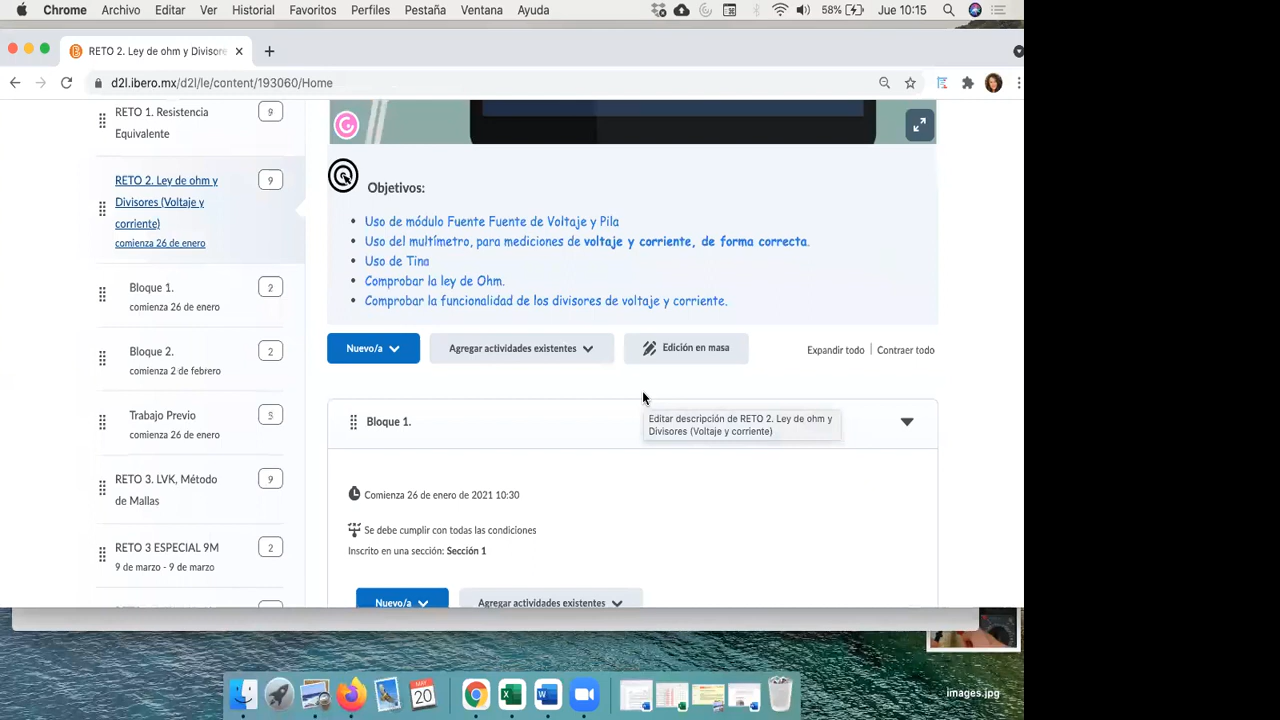 Chrome Archivo Editar Ver Historial Favoritos Perfiles Pestaña Ventana Ayuda 58% Jue 10:15
RETO 2. Ley de ohm y Divisore
d2l.ibero.mx/d2l/le/content/193060/Home
RETO 1. Resistencia
Equivalente
9
RETO 2. Ley de ohm y
Divisores (Voltaje y
corriente)
comienza 26 de enero
9
Bloque 1.
comienza 26 de enero
2
Bloque 2.
comienza 2 de febrero
2
Trabajo Previo
comienza 26 de enero
5
RETO 3. LVK, Método
de Mallas
9
RETO 3 ESPECIAL 9M
9 de marzo - 9 de marzo
2
Objetivos:
• Uso de módulo Fuente Fuente de Voltaje y Pila
• Uso del multímetro, para mediciones de voltaje y corriente, de forma correcta.
• Uso de Tina
• Comprobar la ley de Ohm.
• Comprobar la funcionalidad de los divisores de voltaje y corriente.
Nuevo/a Agregar actividades existentes Edición en masa Expandir todo | Contraer todo
Bloque 1.
Editar descripción de RETO 2. Ley de ohm y
Divisores (Voltaje y corriente)
Comienza 26 de enero de 2021 10:30
Se debe cumplir con todas las condiciones
Inscrito en una sección: Sección 1
Nuevo/a Agregar actividades existentes
MAY
20
images.jpg